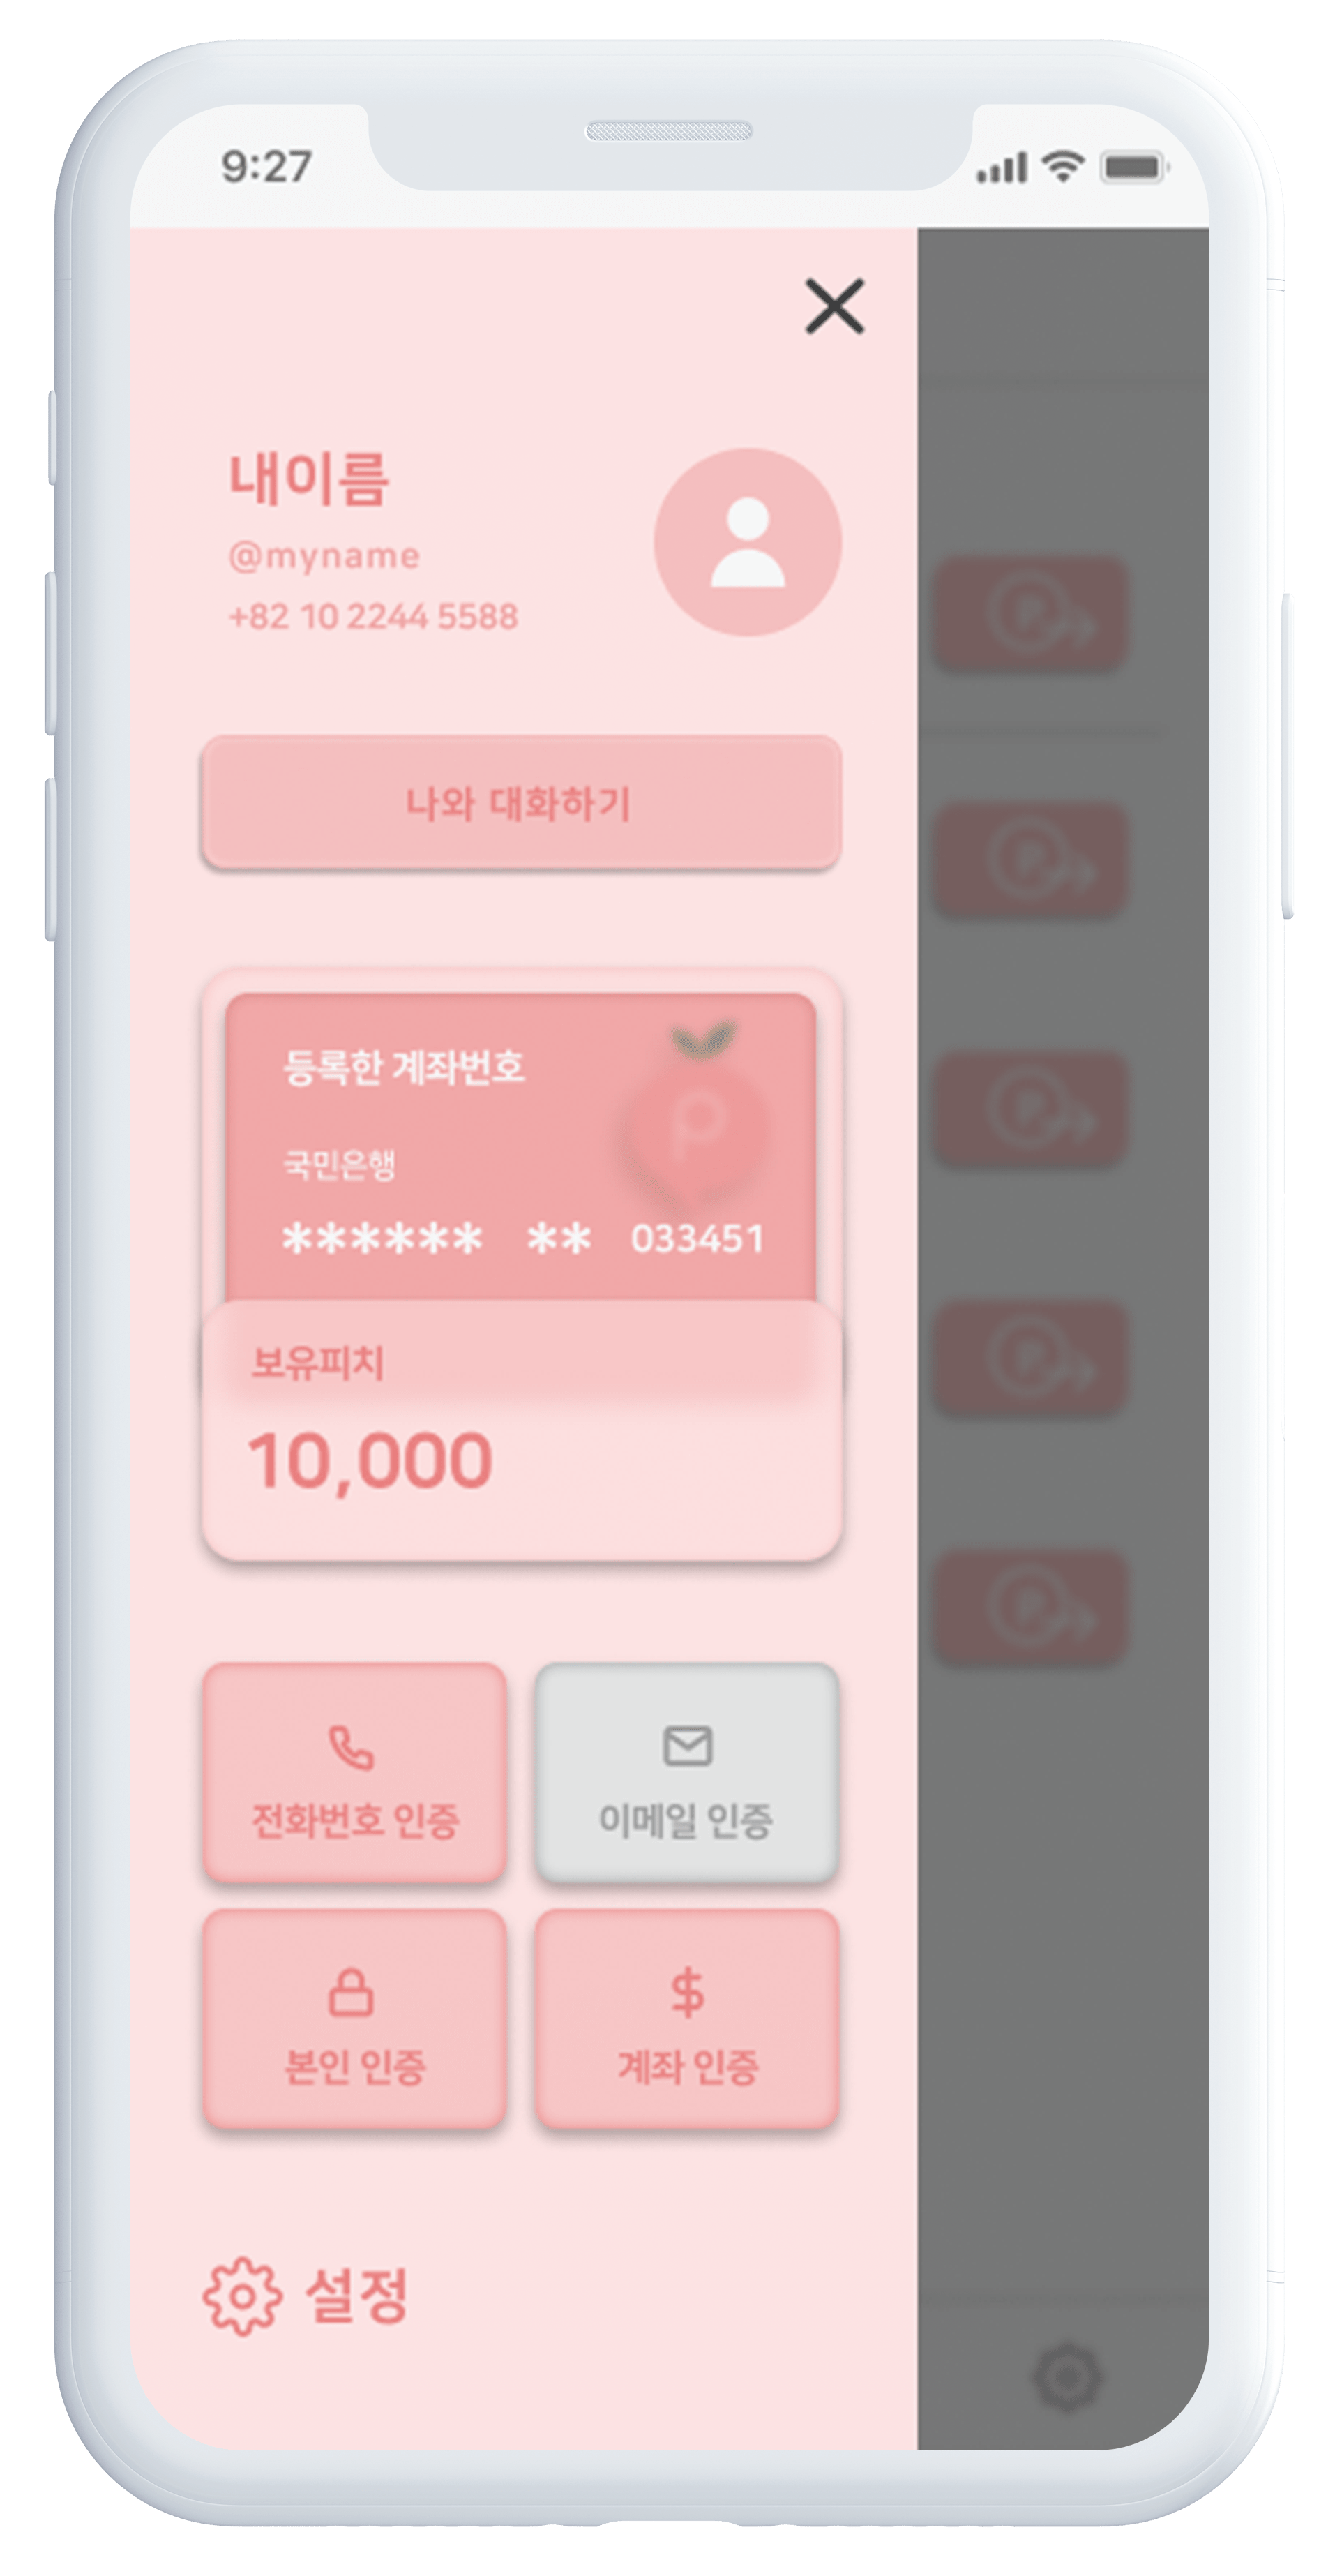 9:27
내이름
@myname
+82 10 2244 5588
나와 대화하기
등록한 계좌번호
P
국민은행
****** ** 033451
보유피치
10,000
전화번호 인증
이메일 인증
본인 인증
$
계좌 인증
설정
P
P
P
P
P